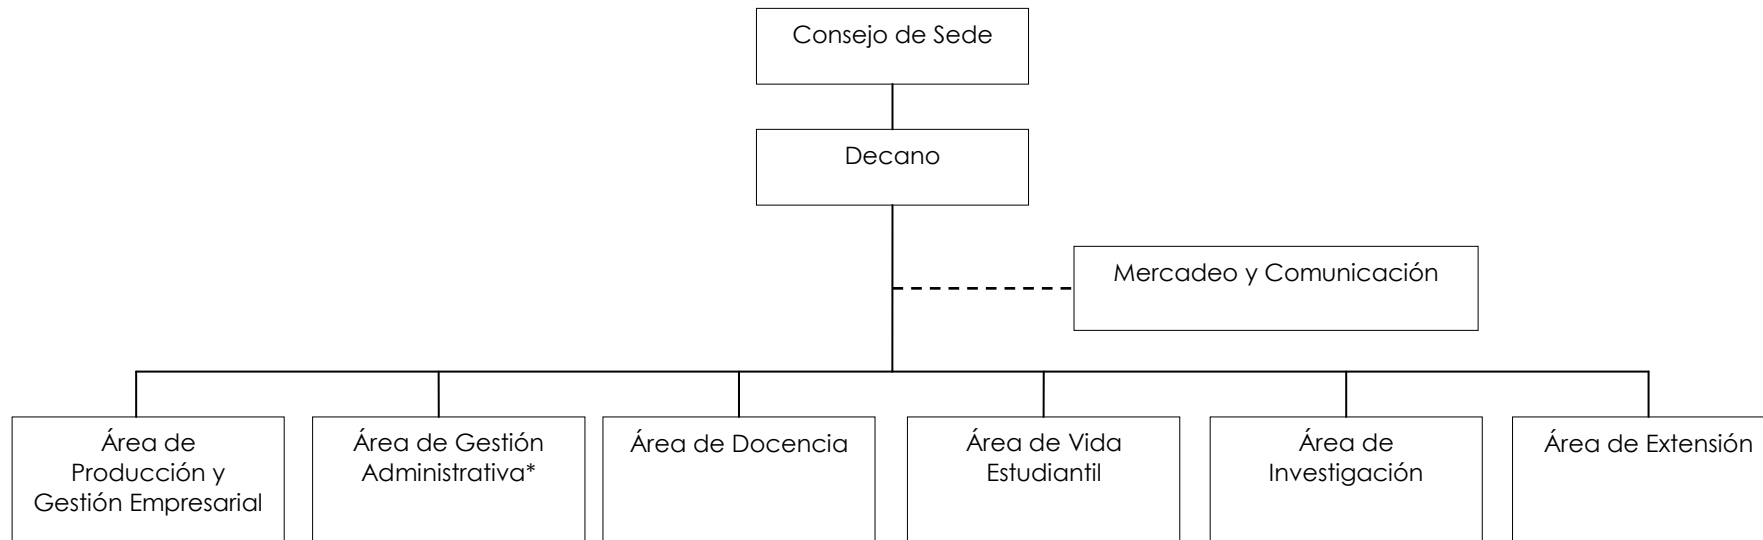 Consejo de Sede
Decano
Mercadeo y Comunicación
Área de
Producción y
Gestión Empresarial
Área de Gestión
Administrativa*
Área de Docencia
Área de Vida
Estudiantil
Área de
Investigación
Área de Extensión